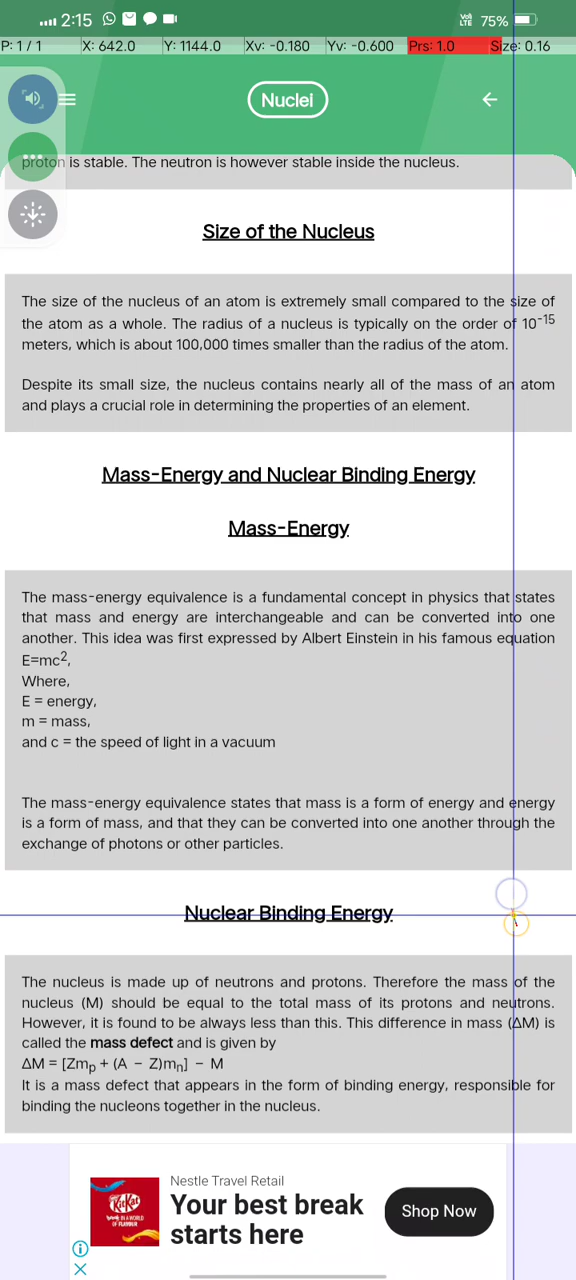 2:15
Vo)
LTE
75%
P: 1 / 1 X: 642.0 Y: 1144.0 Xv: -0.180 Yv: -0.600 Prs: 1.0 Size: 0.16
Nuclei
proton is stable. The neutron is however stable inside the nucleus.
Size of the Nucleus
The size of the nucleus of an atom is extremely small compared to the size of
the atom as a whole. The radius of a nucleus is typically on the order of 10⁻¹⁵
meters, which is about 100,000 times smaller than the radius of the atom.
Despite its small size, the nucleus contains nearly all of the mass of an atom
and plays a crucial role in determining the properties of an element.
Mass-Energy and Nuclear Binding Energy
Mass-Energy
The mass-energy equivalence is a fundamental concept in physics that states
that mass and energy are interchangeable and can be converted into one
another. This idea was first expressed by Albert Einstein in his famous equation
E=mc²,
Where,
E = energy,
m = mass,
and c = the speed of light in a vacuum
The mass-energy equivalence states that mass is a form of energy and energy
is a form of mass, and that they can be converted into one another through the
exchange of photons or other particles.
Nuclear Binding Energy
The nucleus is made up of neutrons and protons. Therefore the mass of the
nucleus (M) should be equal to the total mass of its protons and neutrons.
However, it is found to be always less than this. This difference in mass (ΔM) is
called the mass defect and is given by
ΔM = [Zmₚ + (A − Z)mₙ] − M
It is a mass defect that appears in the form of binding energy, responsible for
binding the nucleons together in the nucleus.
Nestle Travel Retail
Your best break
starts here
Shop Now
KitKat